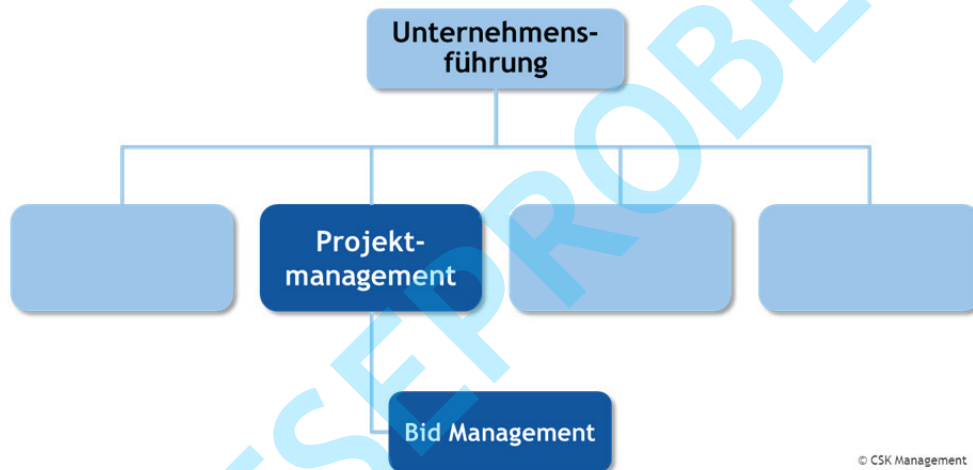 Unternehmens-
führung
Projekt-
management
Bid Management
© CSK Management